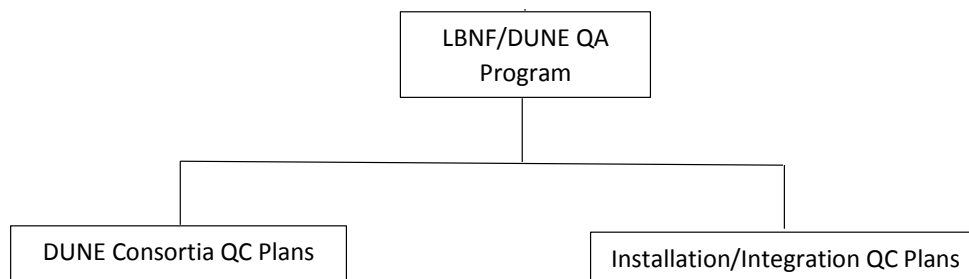 LBNF/DUNE QA
Program
DUNE Consortia QC Plans
Installation/Integration QC Plans